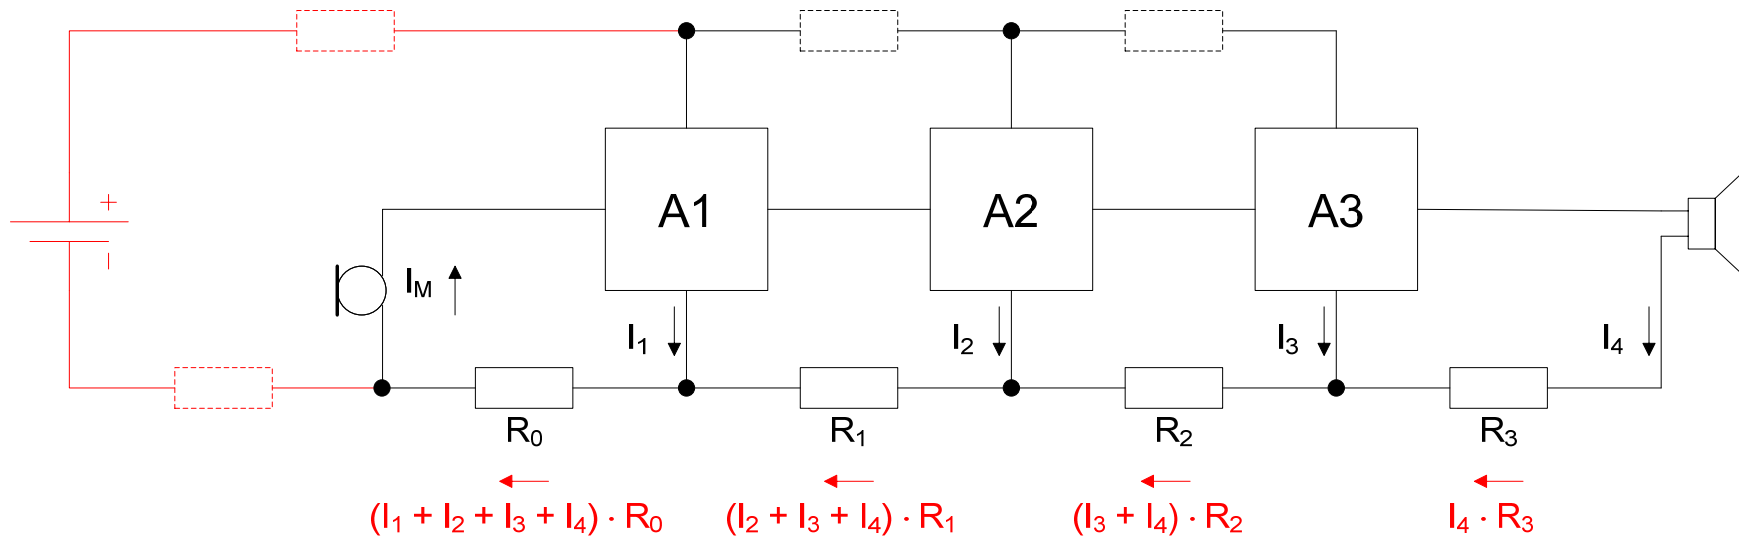 A1 A2 A3
+
−
I₁ I₂ I₃ I₄
I_M
R₀ R₁ R₂ R₃
(I₁ + I₂ + I₃ + I₄) · R₀ (I₂ + I₃ + I₄) · R₁ (I₃ + I₄) · R₂ I₄ · R₃